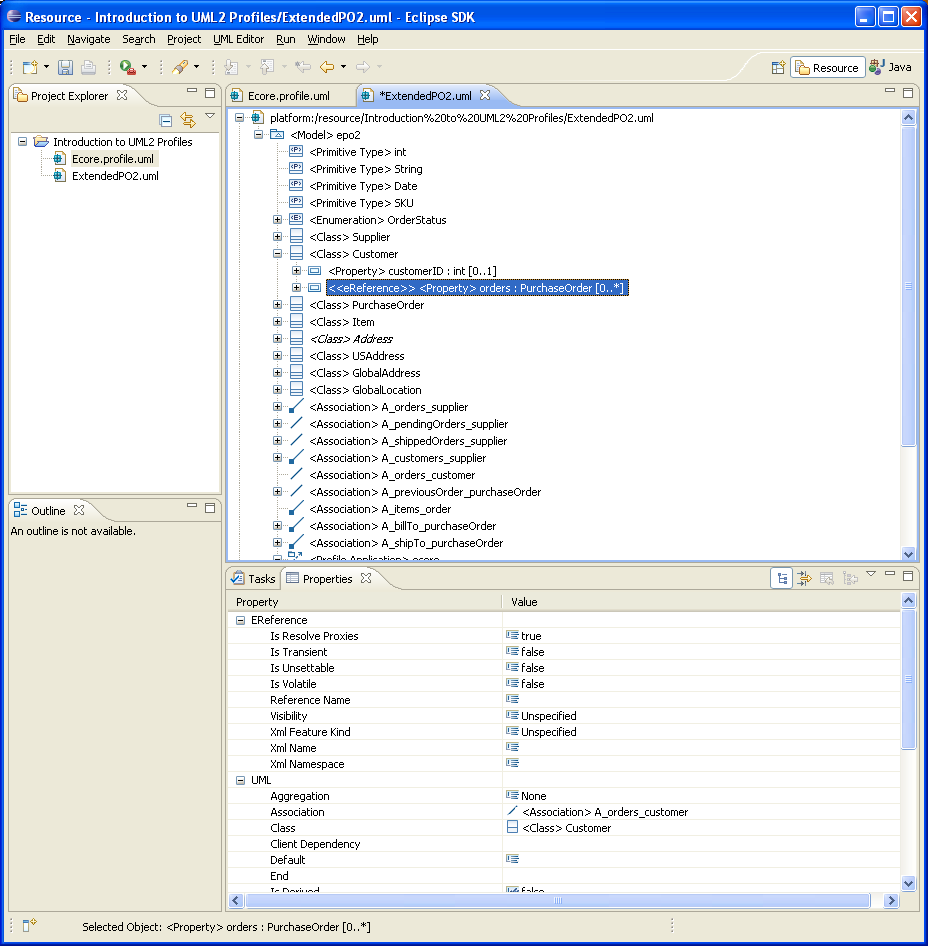 Resource - Introduction to UML2 Profiles/ExtendedPO2.uml - Eclipse SDK
File Edit Navigate Search Project UML Editor Run Window Help
Resource Java
Project Explorer
Introduction to UML2 Profiles
Ecore.profile.uml
ExtendedPO2.uml
Ecore.profile.uml *ExtendedPO2.uml
platform:/resource/Introduction%20to%20UML2%20Profiles/ExtendedPO2.uml
<Model> epo2
<Primitive Type> int
<Primitive Type> String
<Primitive Type> Date
<Primitive Type> SKU
<Enumeration> OrderStatus
<Class> Supplier
<Class> Customer
<Property> customerID : int [0..1]
<<eReference>> <Property> orders : PurchaseOrder [0..*]
<Class> PurchaseOrder
<Class> Item
<Class> Address
<Class> USAddress
<Class> GlobalAddress
<Class> GlobalLocation
<Association> A_orders_supplier
<Association> A_pendingOrders_supplier
<Association> A_shippedOrders_supplier
<Association> A_customers_supplier
<Association> A_orders_customer
<Association> A_previousOrder_purchaseOrder
<Association> A_items_order
<Association> A_billTo_purchaseOrder
<Association> A_shipTo_purchaseOrder
<Profile Application> ecore
Outline
An outline is not available.
Tasks Properties
Property Value
EReference
Is Resolve Proxies true
Is Transient false
Is Unsettable false
Is Volatile false
Reference Name
Visibility Unspecified
Xml Feature Kind Unspecified
Xml Name
Xml Namespace
UML
Aggregation None
Association <Association> A_orders_customer
Class <Class> Customer
Client Dependency
Default
End
Is Derived false
Selected Object: <Property> orders : PurchaseOrder [0..*]